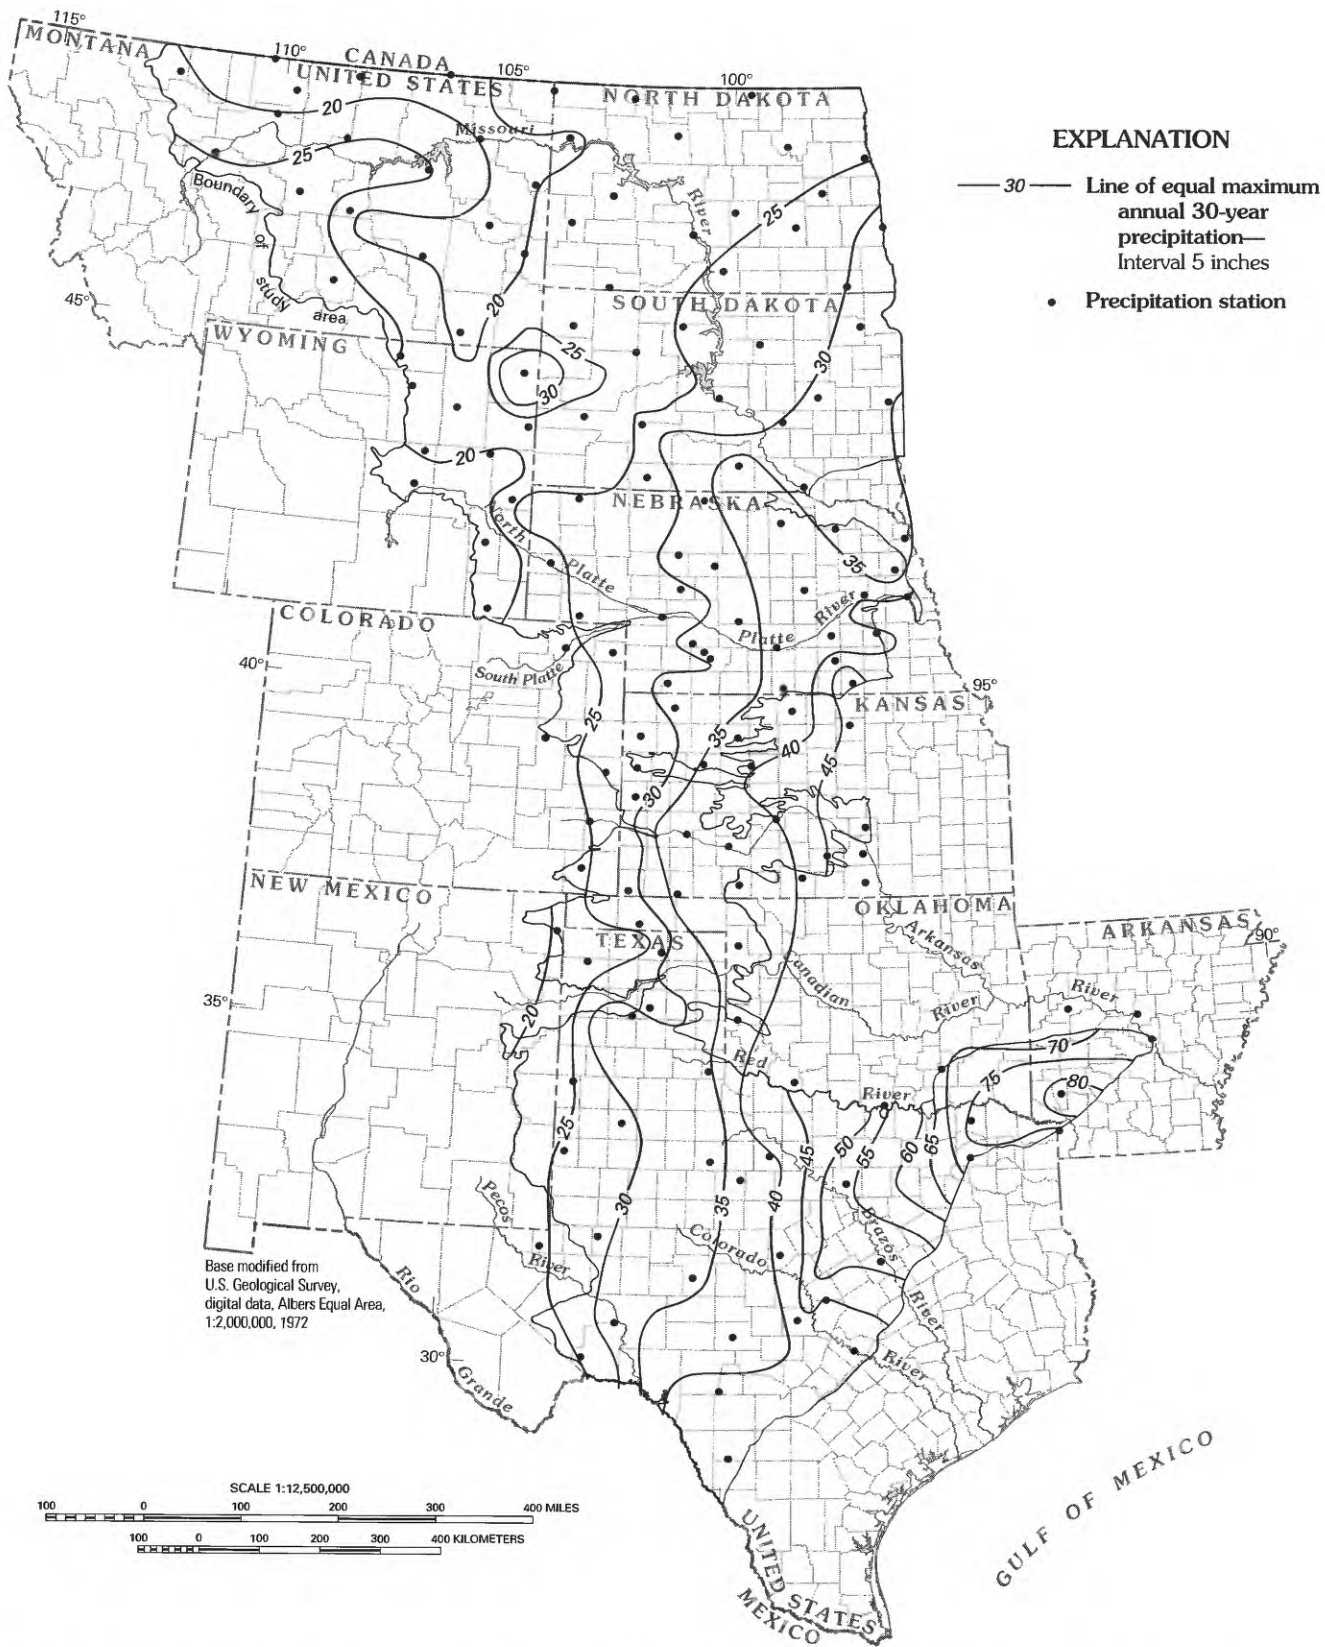 115°
MONTANA
110°
CANADA
UNITED STATES
105°
100°
NORTH DAKOTA
20
Missouri
25
River
Boundary
of
study
area
25
45°
20
SOUTH DAKOTA
WYOMING
25
30
30
20
NEBRASKA
North
Platte
35
River
COLORADO
Platte
40°
South Platte
95°
KANSAS
25
35
40
45
30
NEW MEXICO
OKLAHOMA
ARKANSAS
90°
TEXAS
Arkansas
Canadian
River
River
35°
20
Red
River
70
75
80
25
45
50
55
60
65
30
35
40
Pecos
River
Colorado
Brazos
River
River
Rio
Grande
30°
Base modified from
U.S. Geological Survey,
digital data, Albers Equal Area,
1:2,000,000, 1972
EXPLANATION
30
Line of equal maximum
annual 30-year
precipitation—
Interval 5 inches
Precipitation station
SCALE 1:12,500,000
100 0 100 200 300 400 MILES
100 0 100 200 300 400 KILOMETERS
GULF OF MEXICO
UNITED STATES
MEXICO